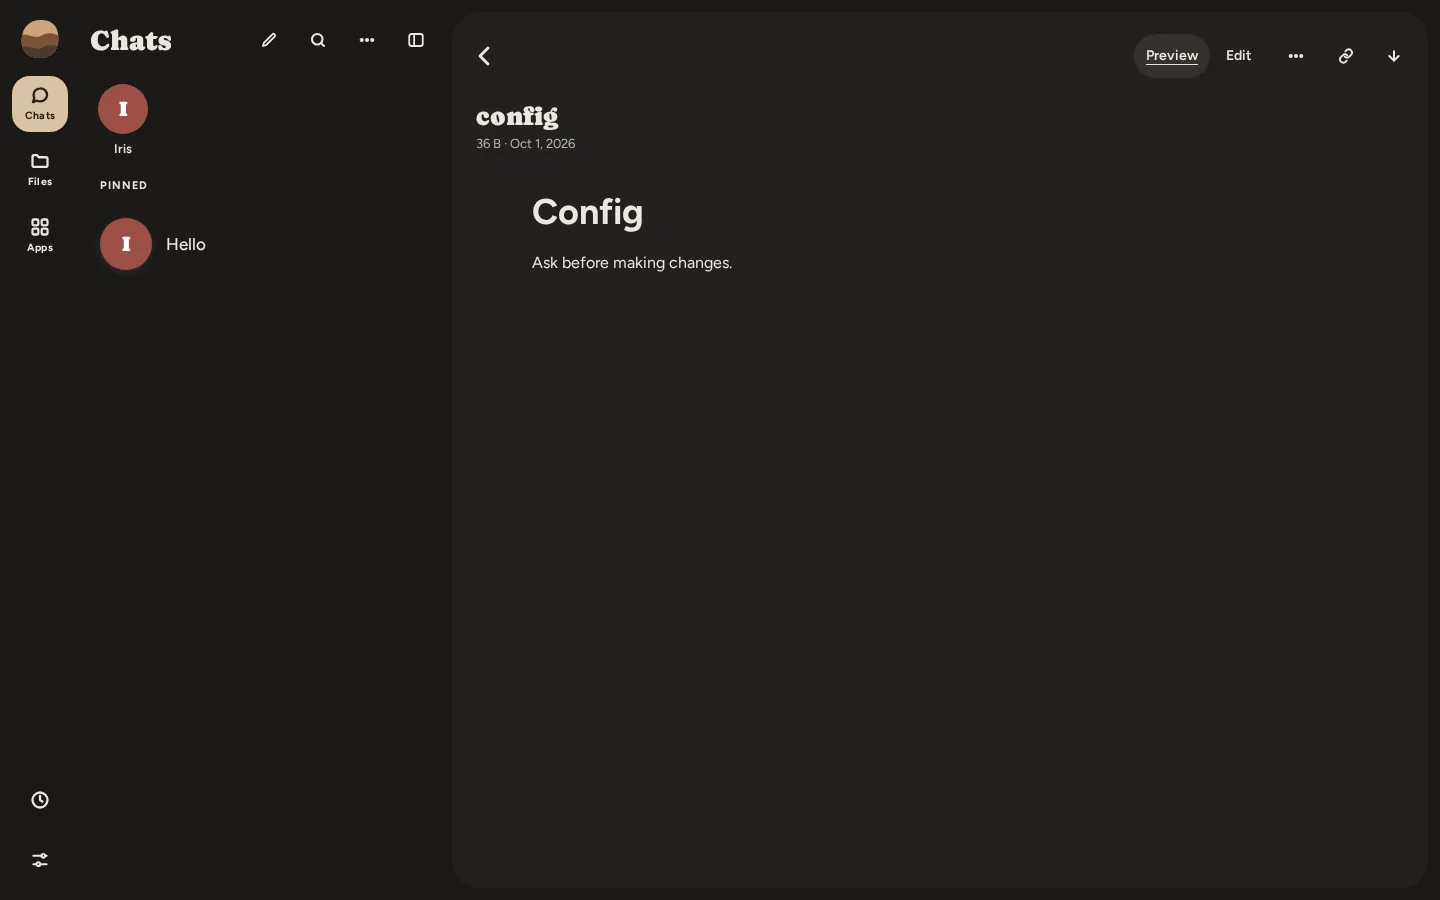 Chats
Chats
Files
Apps
I
Iris
PINNED
I
Hello
Preview
Edit
config
36 B · Oct 1, 2026
Config
Ask before making changes.